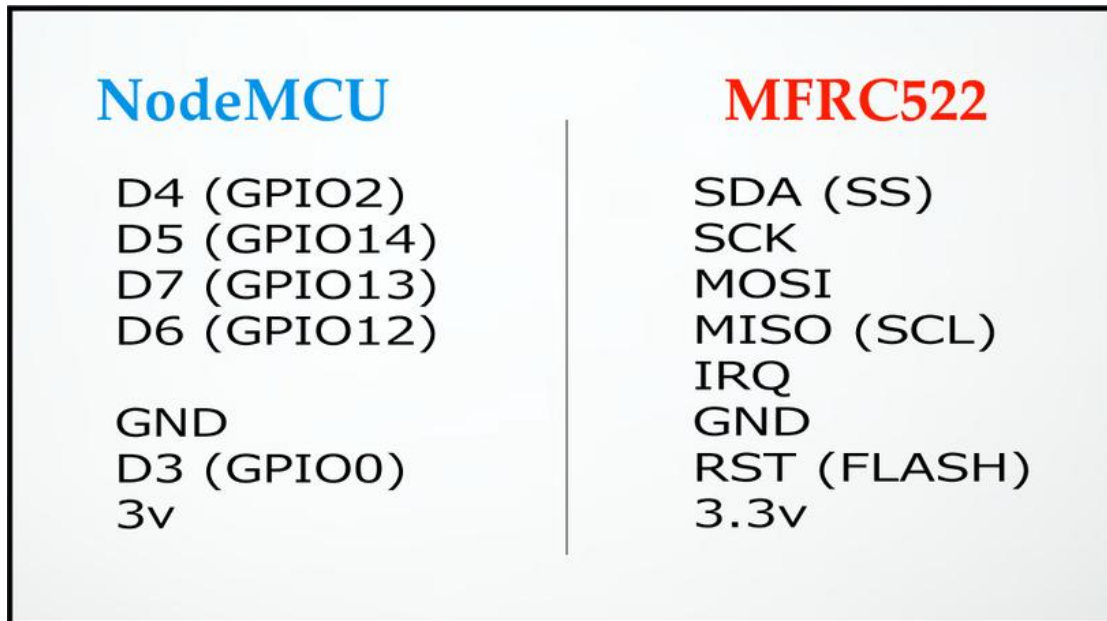 NodeMCU
D4 (GPIO2)
D5 (GPIO14)
D7 (GPIO13)
D6 (GPIO12)
GND
D3 (GPIO0)
3v
MFRC522
SDA (SS)
SCK
MOSI
MISO (SCL)
IRQ
GND
RST (FLASH)
3.3v